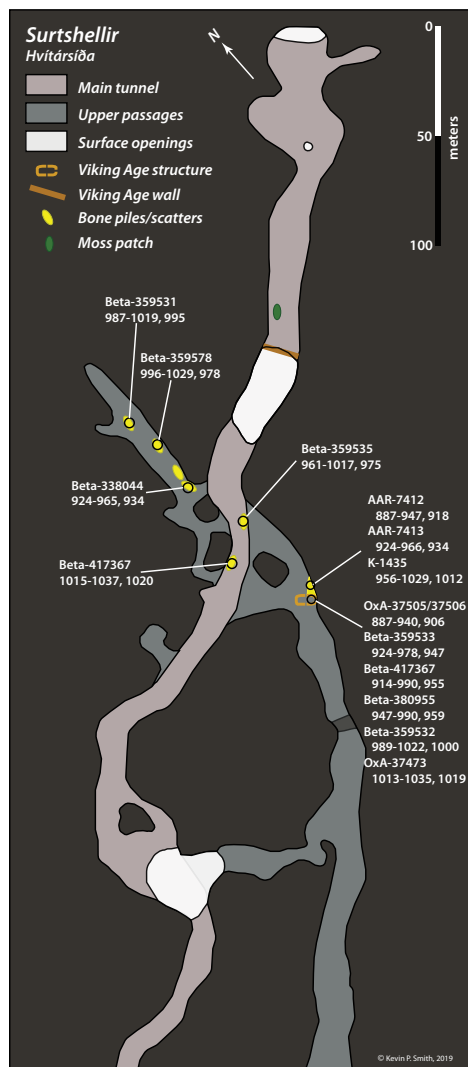 Surtshellir
Hvítársíða
Main tunnel
Upper passages
Surface openings
Viking Age structure
Viking Age wall
Bone piles/scatters
Moss patch
N
0
50
100
meters
Beta-359531
987-1019, 995
Beta-359578
996-1029, 978
Beta-338044
924-965, 934
Beta-417367
1015-1037, 1020
Beta-359535
961-1017, 975
AAR-7412
887-947, 918
AAR-7413
924-966, 934
K-1435
956-1029, 1012
OxA-37505/37506
887-940, 906
Beta-359533
924-978, 947
Beta-417367
914-990, 955
Beta-380955
947-990, 959
Beta-359532
989-1022, 1000
OxA-37473
1013-1035, 1019
© Kevin P. Smith, 2019